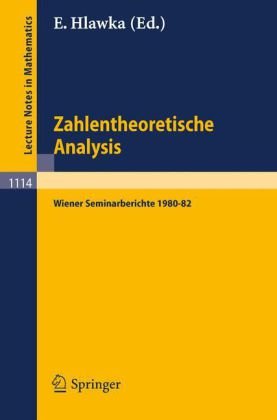 E. Hlawka (Ed.)
Lecture Notes in Mathematics
1114
Zahlentheoretische
Analysis
Wiener Seminarberichte 1980-82
Springer